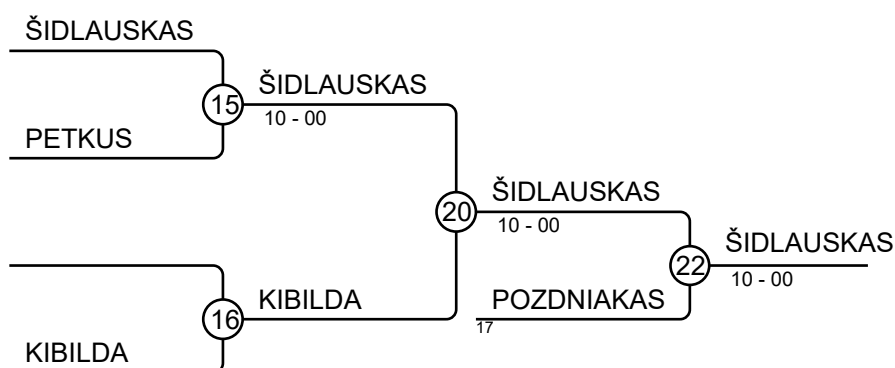 ŠIDLAUSKAS
15
ŠIDLAUSKAS
10 - 00
PETKUS
20
ŠIDLAUSKAS
10 - 00
22
ŠIDLAUSKAS
10 - 00
16
KIBILDA
POZDNIAKAS
17
KIBILDA